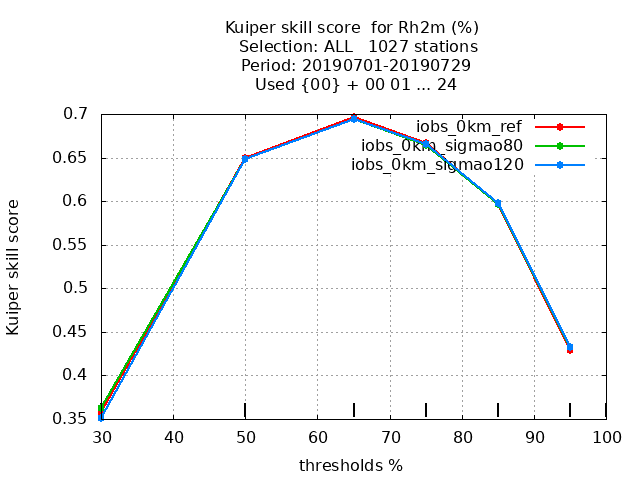 Kuiper skill score  for Rh2m (%)
Selection: ALL   1027 stations
Period: 20190701-20190729
Used {00} + 00 01 ... 24
iobs_0km_ref
iobs_0km_sigmao80
iobs_0km_sigmao120
Kuiper skill score
0.7
0.65
0.6
0.55
0.5
0.45
0.4
0.35
30 40 50 60 70 80 90 100
thresholds %